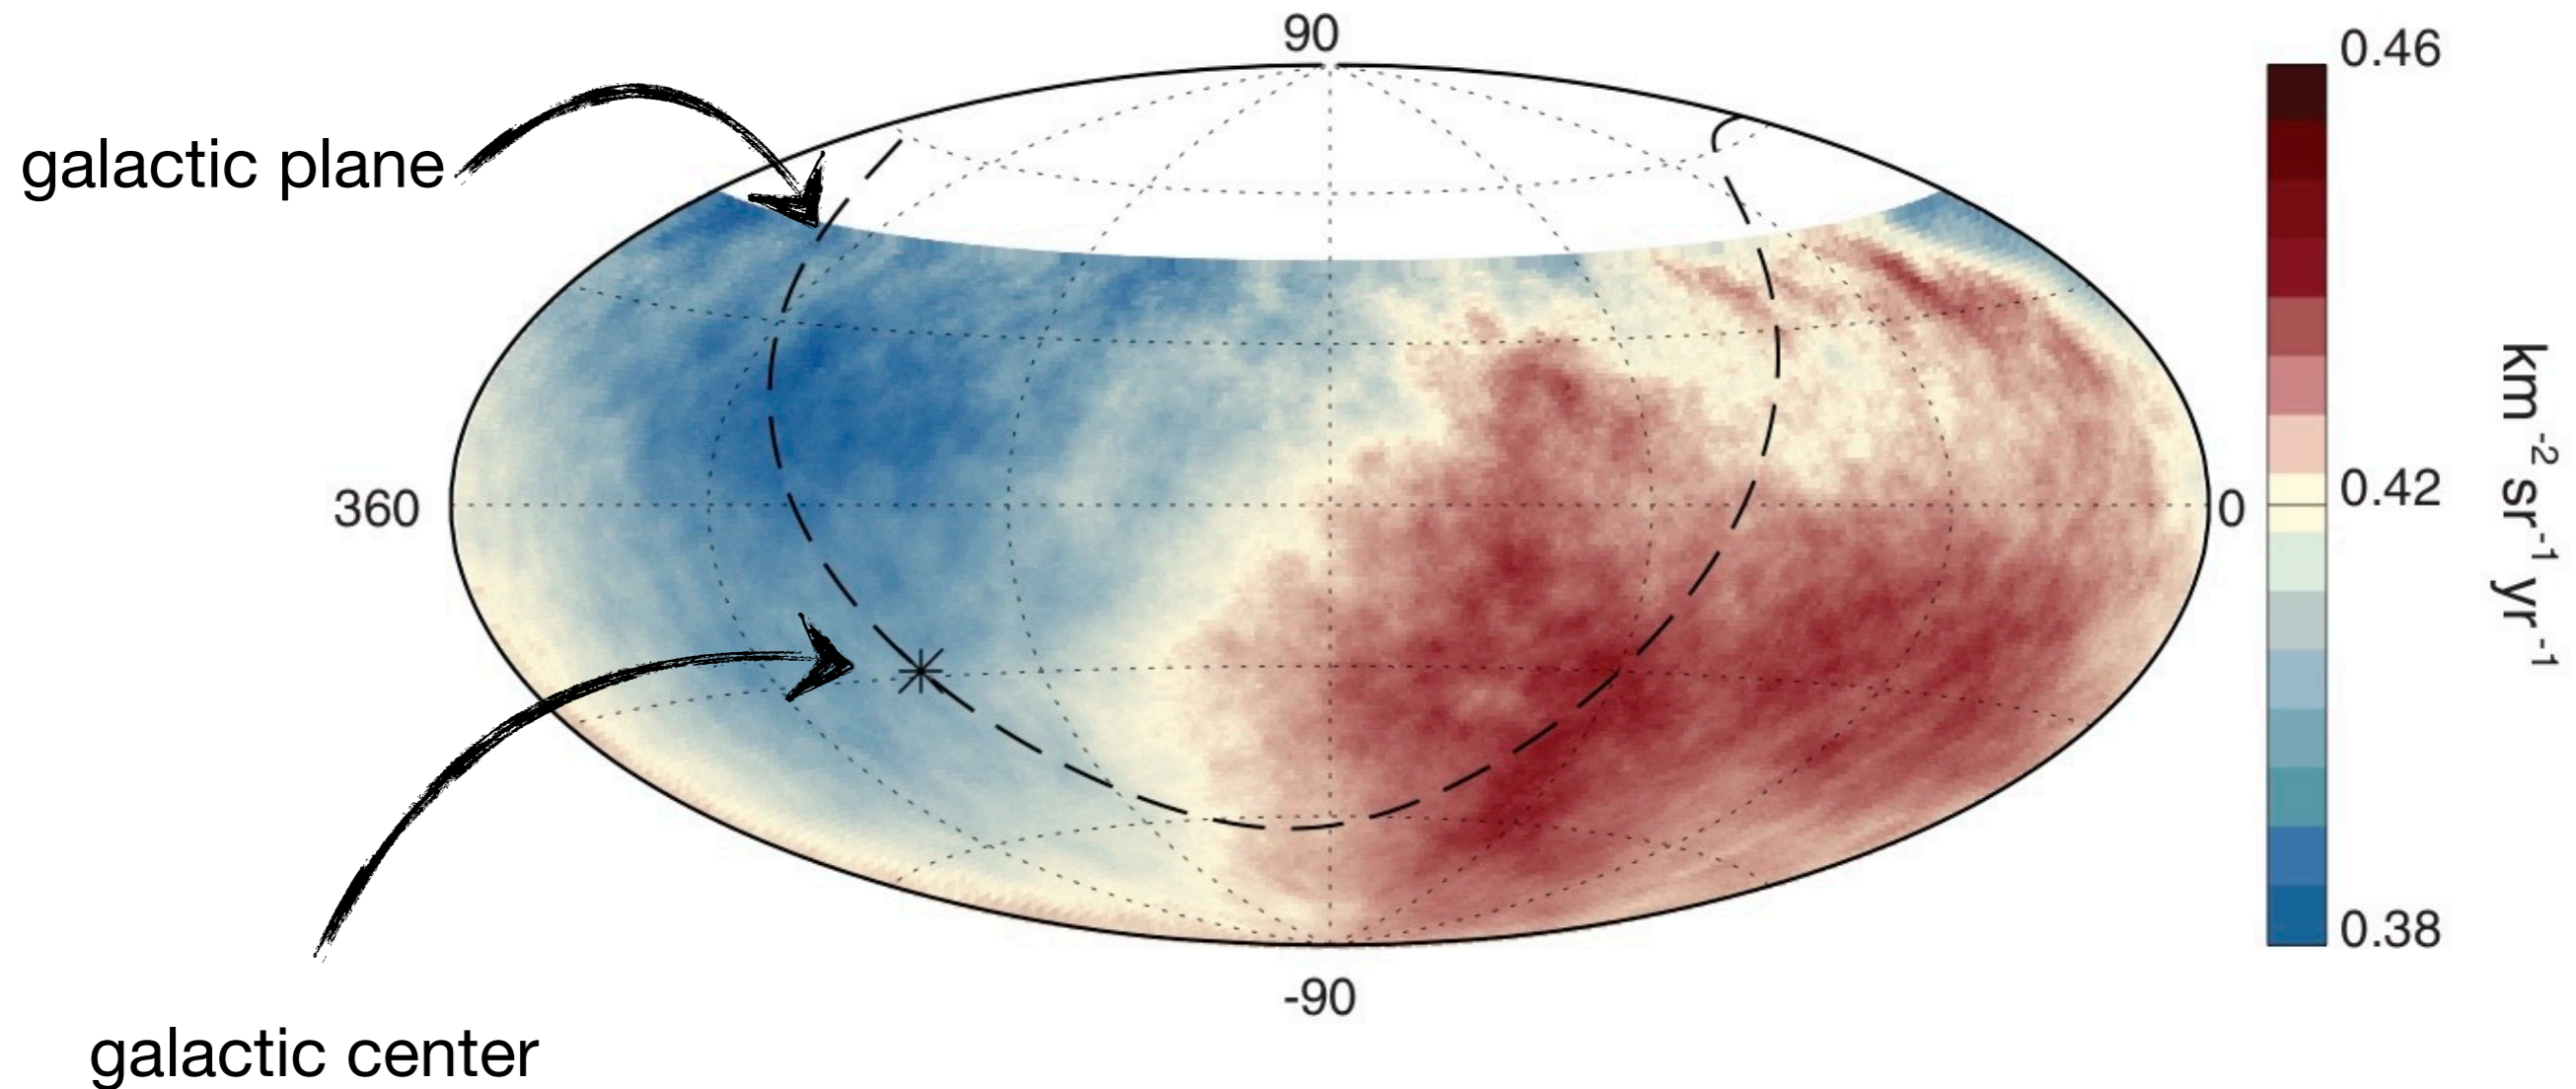 90
0.46
galactic plane
0.42
360
0
km⁻² sr⁻¹ yr⁻¹
0.38
-90
galactic center